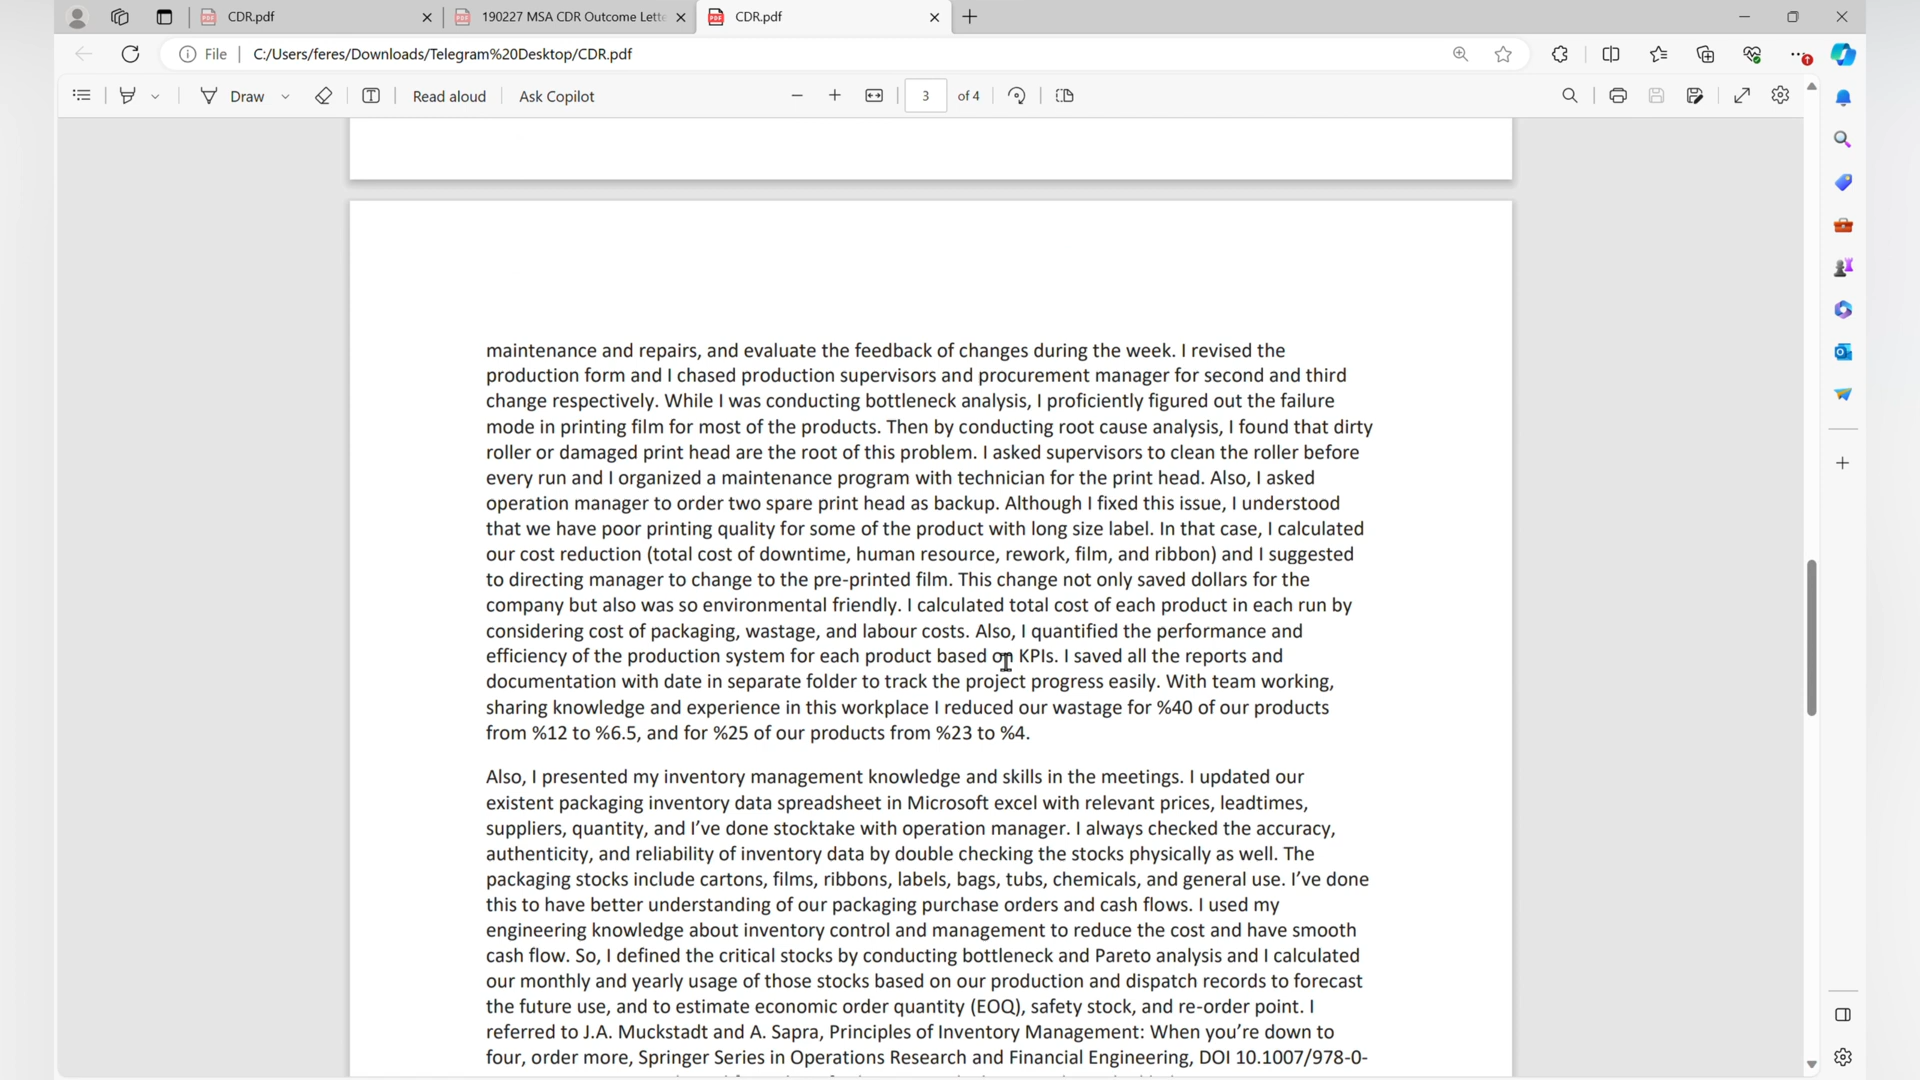 CDR.pdf
190227 MSA CDR Outcome Lette
CDR.pdf
File
C:/Users/feres/Downloads/Telegram%20Desktop/CDR.pdf
Draw
Read aloud
Ask Copilot
3
of 4
maintenance and repairs, and evaluate the feedback of changes during the week. I revised the
production form and I chased production supervisors and procurement manager for second and third
change respectively. While I was conducting bottleneck analysis, I proficiently figured out the failure
mode in printing film for most of the products. Then by conducting root cause analysis, I found that dirty
roller or damaged print head are the root of this problem. I asked supervisors to clean the roller before
every run and I organized a maintenance program with technician for the print head. Also, I asked
operation manager to order two spare print head as backup. Although I fixed this issue, I understood
that we have poor printing quality for some of the product with long size label. In that case, I calculated
our cost reduction (total cost of downtime, human resource, rework, film, and ribbon) and I suggested
to directing manager to change to the pre-printed film. This change not only saved dollars for the
company but also was so environmental friendly. I calculated total cost of each product in each run by
considering cost of packaging, wastage, and labour costs. Also, I quantified the performance and
efficiency of the production system for each product based on KPIs. I saved all the reports and
documentation with date in separate folder to track the project progress easily. With team working,
sharing knowledge and experience in this workplace I reduced our wastage for %40 of our products
from %12 to %6.5, and for %25 of our products from %23 to %4.
Also, I presented my inventory management knowledge and skills in the meetings. I updated our
existent packaging inventory data spreadsheet in Microsoft excel with relevant prices, leadtimes,
suppliers, quantity, and I've done stocktake with operation manager. I always checked the accuracy,
authenticity, and reliability of inventory data by double checking the stocks physically as well. The
packaging stocks include cartons, films, ribbons, labels, bags, tubs, chemicals, and general use. I've done
this to have better understanding of our packaging purchase orders and cash flows. I used my
engineering knowledge about inventory control and management to reduce the cost and have smooth
cash flow. So, I defined the critical stocks by conducting bottleneck and Pareto analysis and I calculated
our monthly and yearly usage of those stocks based on our production and dispatch records to forecast
the future use, and to estimate economic order quantity (EOQ), safety stock, and re-order point. I
referred to J.A. Muckstadt and A. Sapra, Principles of Inventory Management: When you're down to
four, order more, Springer Series in Operations Research and Financial Engineering, DOI 10.1007/978-0-